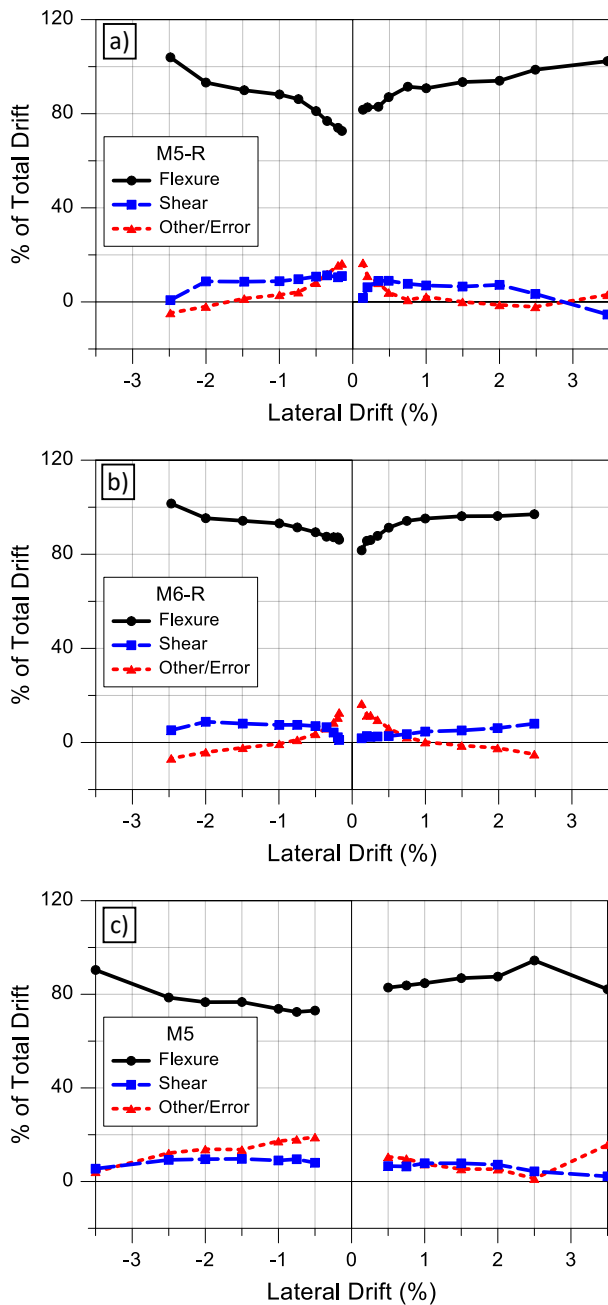 a)
120
80
40
0
% of Total Drift
M5-R
Flexure
Shear
Other/Error
-3 -2 -1 0 1 2 3
Lateral Drift (%)
b)
120
80
40
0
% of Total Drift
M6-R
Flexure
Shear
Other/Error
-3 -2 -1 0 1 2 3
Lateral Drift (%)
c)
120
80
40
0
% of Total Drift
M5
Flexure
Shear
Other/Error
-3 -2 -1 0 1 2 3
Lateral Drift (%)